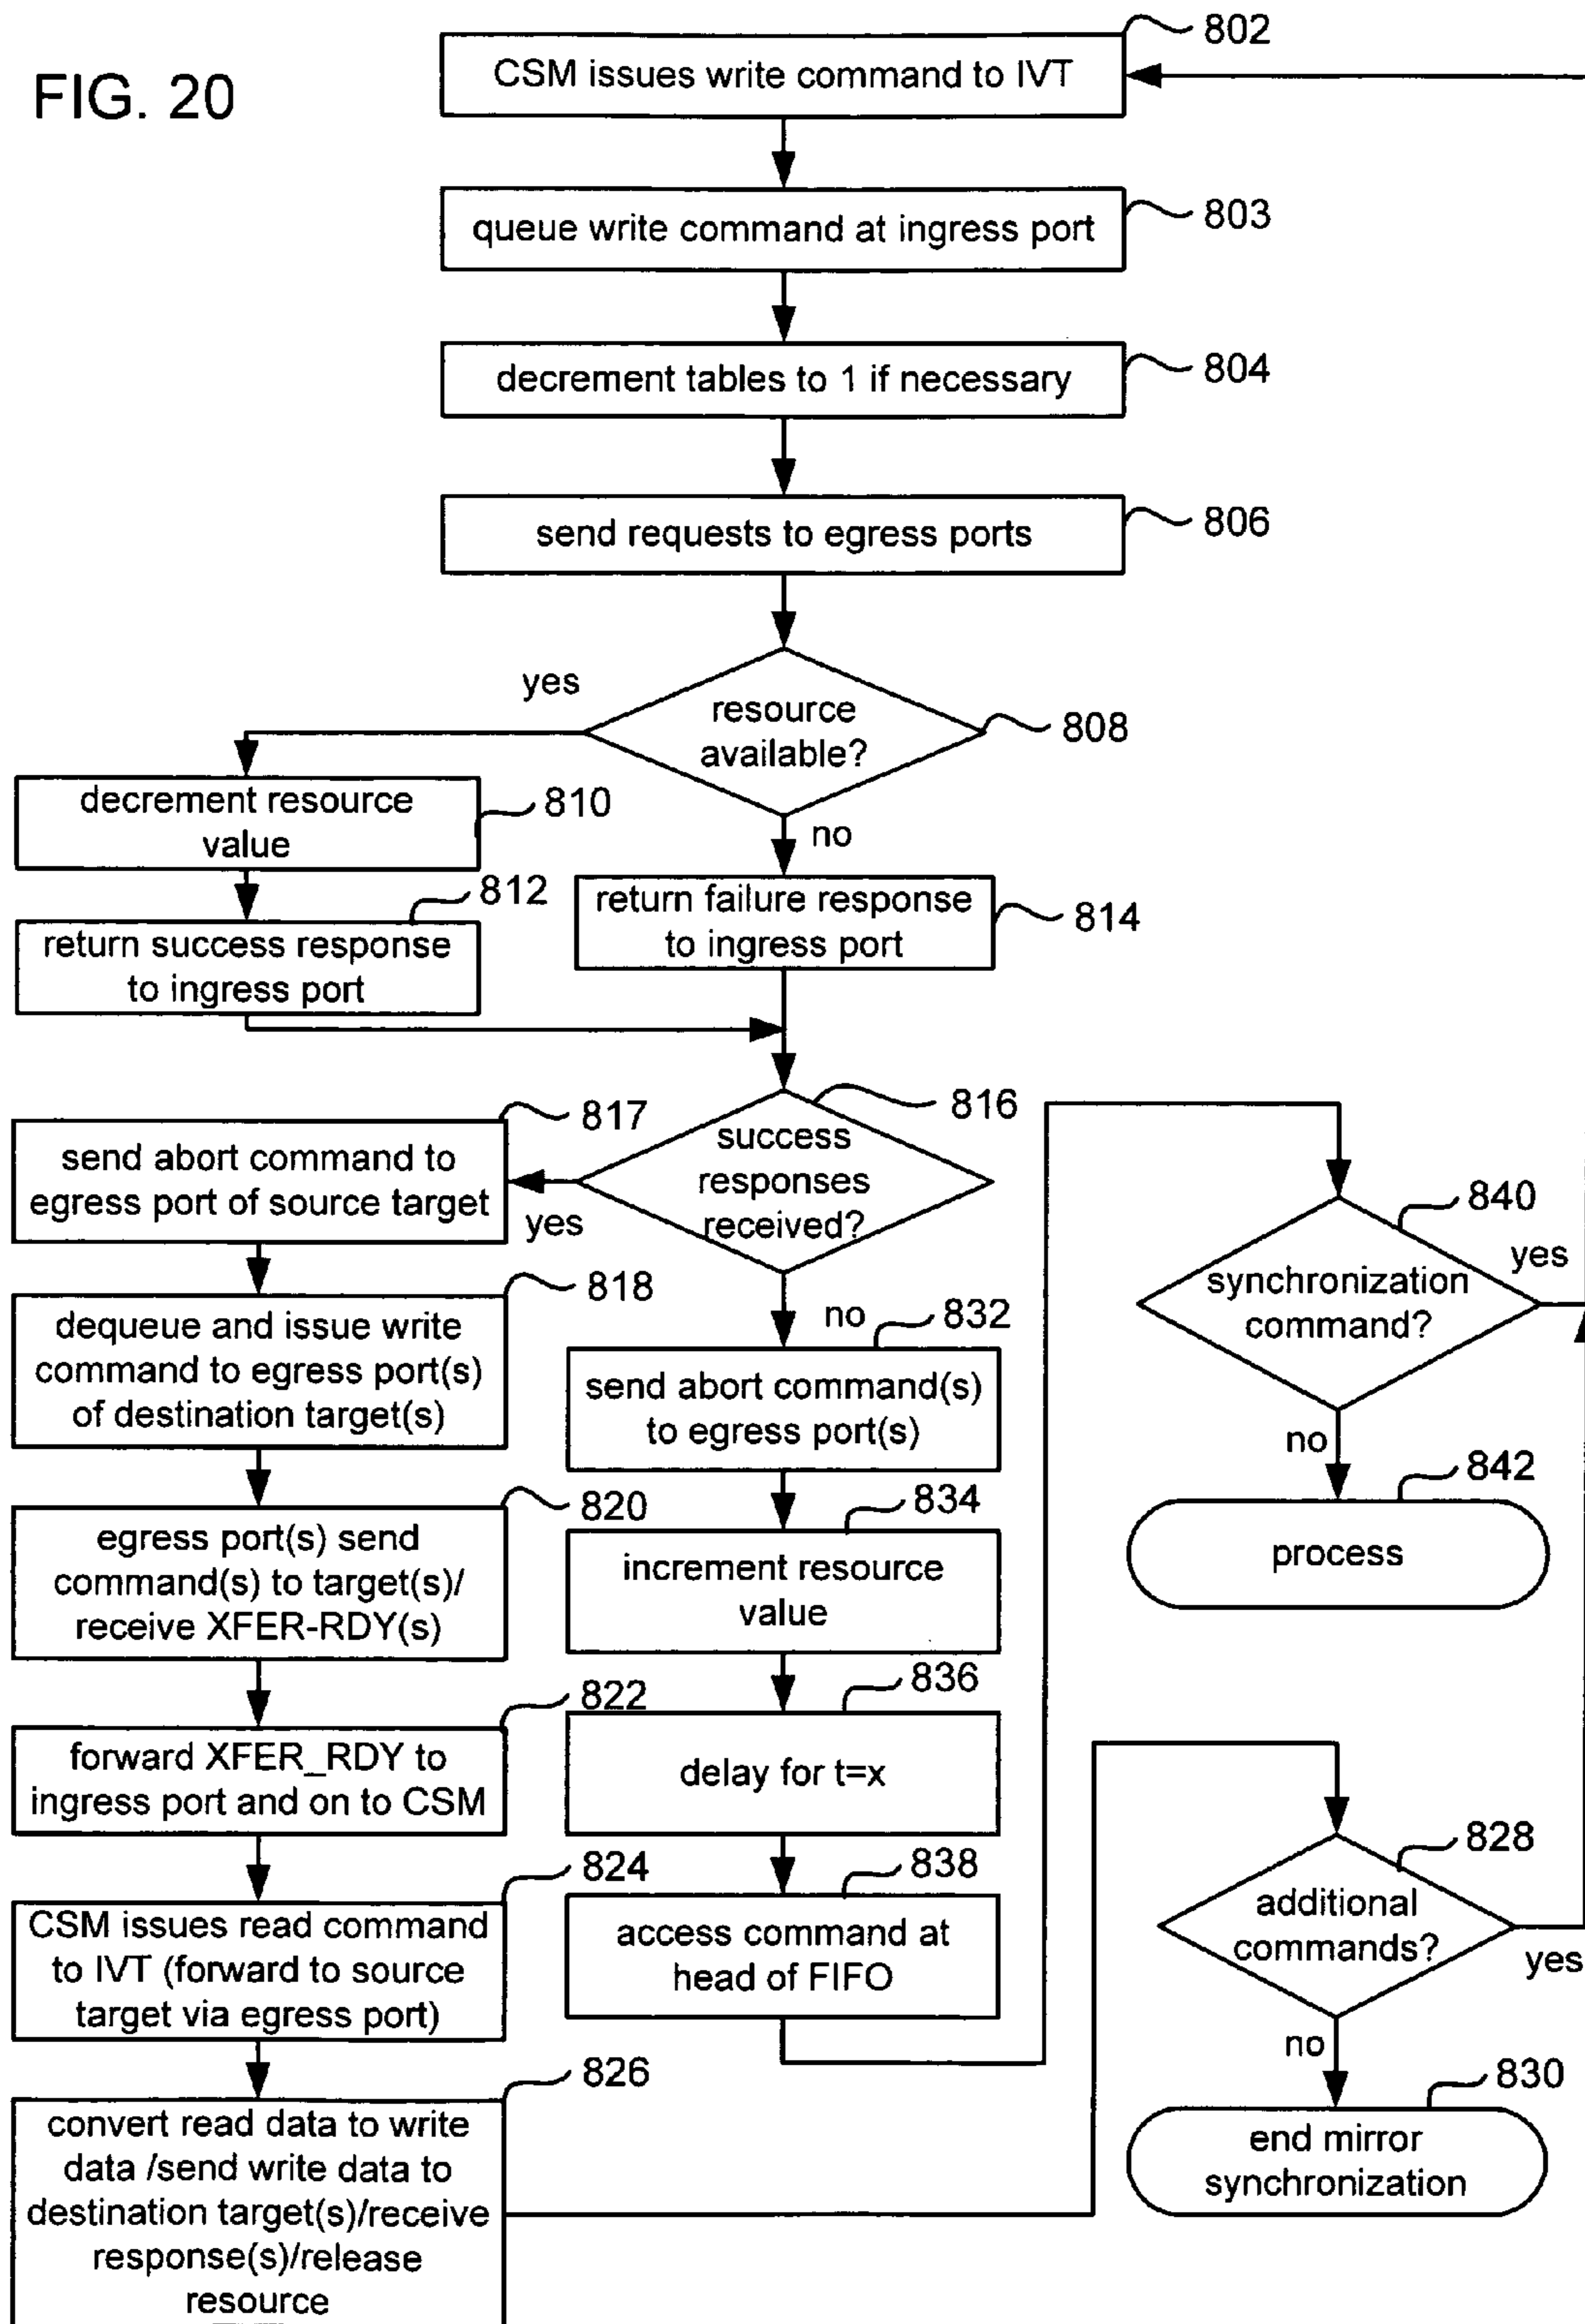 FIG. 20
CSM issues write command to IVT
802
queue write command at ingress port
803
decrement tables to 1 if necessary
804
send requests to egress ports
806
resource
available?
808
yes
no
decrement resource
value
810
return success response
to ingress port
812
return failure response
to ingress port
814
success
responses
received?
816
yes
no
send abort command to
egress port of source target
817
dequeue and issue write
command to egress port(s)
of destination target(s)
818
egress port(s) send
command(s) to target(s)/
receive XFER-RDY(s)
820
forward XFER_RDY to
ingress port and on to CSM
822
CSM issues read command
to IVT (forward to source
target via egress port)
824
convert read data to write
data /send write data to
destination target(s)/receive
response(s)/release
resource
826
send abort command(s)
to egress port(s)
832
increment resource
value
834
delay for t=x
836
access command at
head of FIFO
838
synchronization
command?
840
yes
no
process
842
additional
commands?
828
yes
no
end mirror
synchronization
830